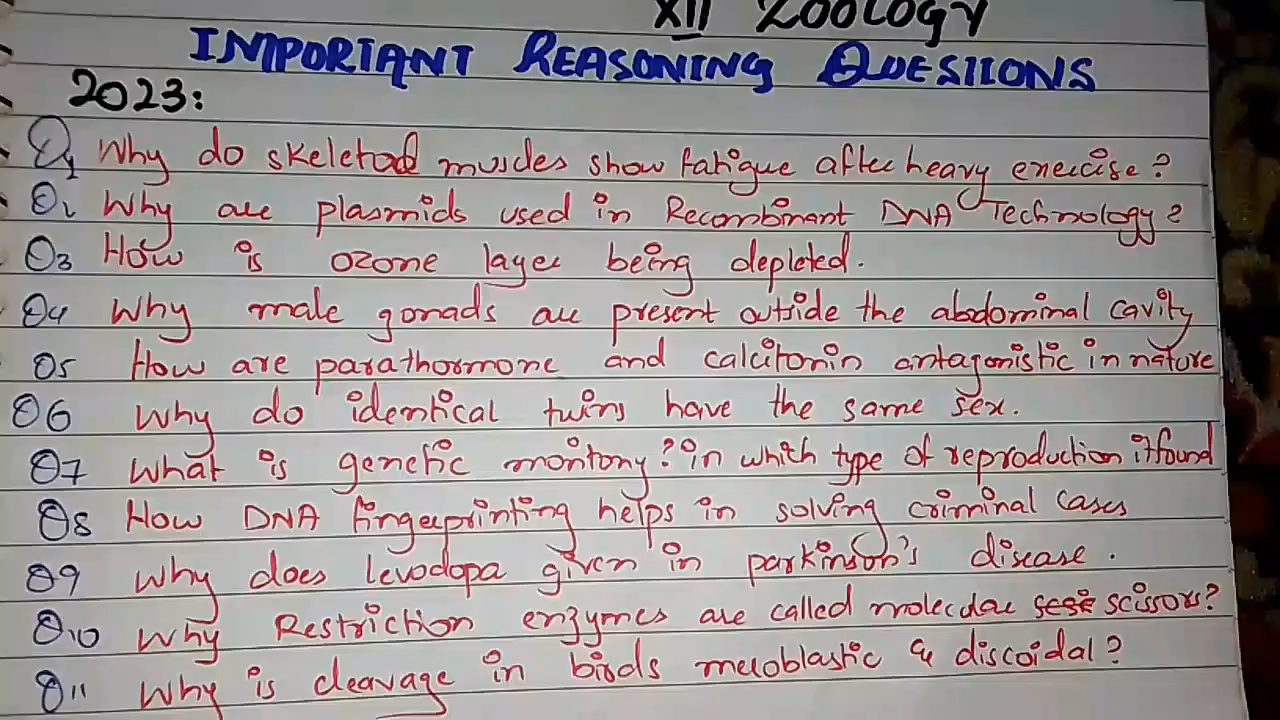 XII ZOOLOGY
IMPORTANT REASONING QUESTIONS
2023:
Q1 Why do skeletal muscles show fatigue after heavy exercise?
Q2 Why are plasmids used in Recombinant DNA Technology?
Q3 How is ozone layer being depleted.
Q4 Why male gonads are present outside the abdominal cavity
Q5 How are parathormone and calcitonin antagonistic in nature
Q6 Why do identical twins have the same sex.
Q7 What is genetic montony? in which type of reproduction it found
Q8 How DNA fingerprinting helps in solving criminal cases
Q9 Why does levodopa given in parkinson's disease.
Q10 Why Restriction enzymes are called molecular scissors?
Q11 Why is cleavage in birds meroblastic & discoidal?